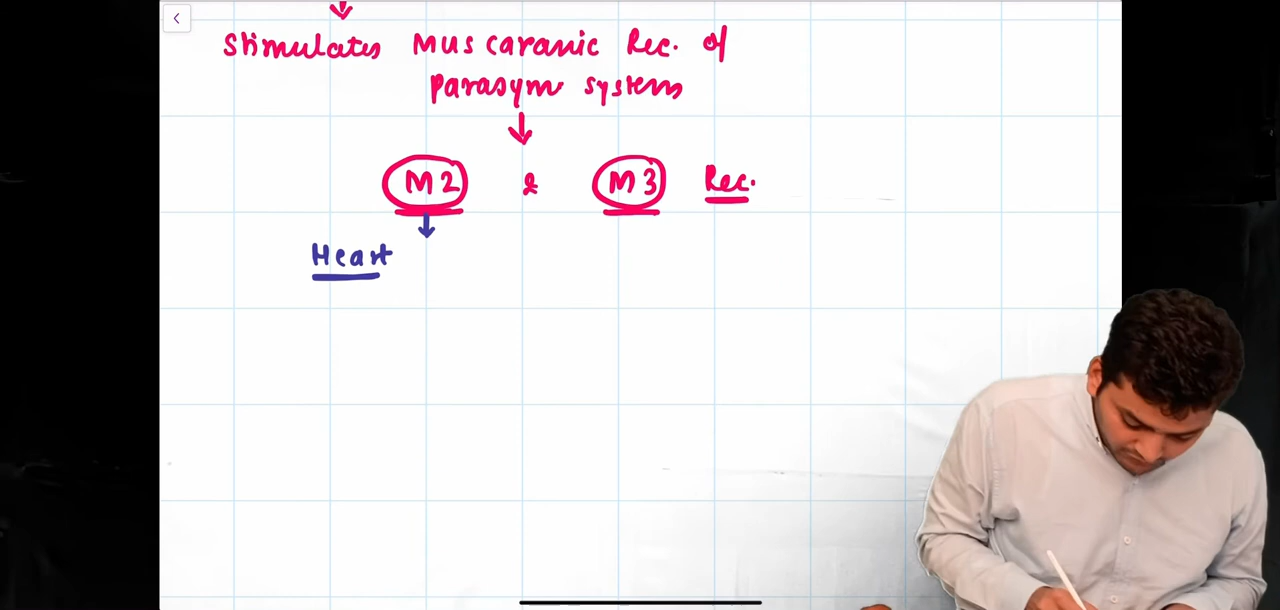 Stimulates Muscaranic Rec. of
parasym system
M2 & M3 Rec.
Heart